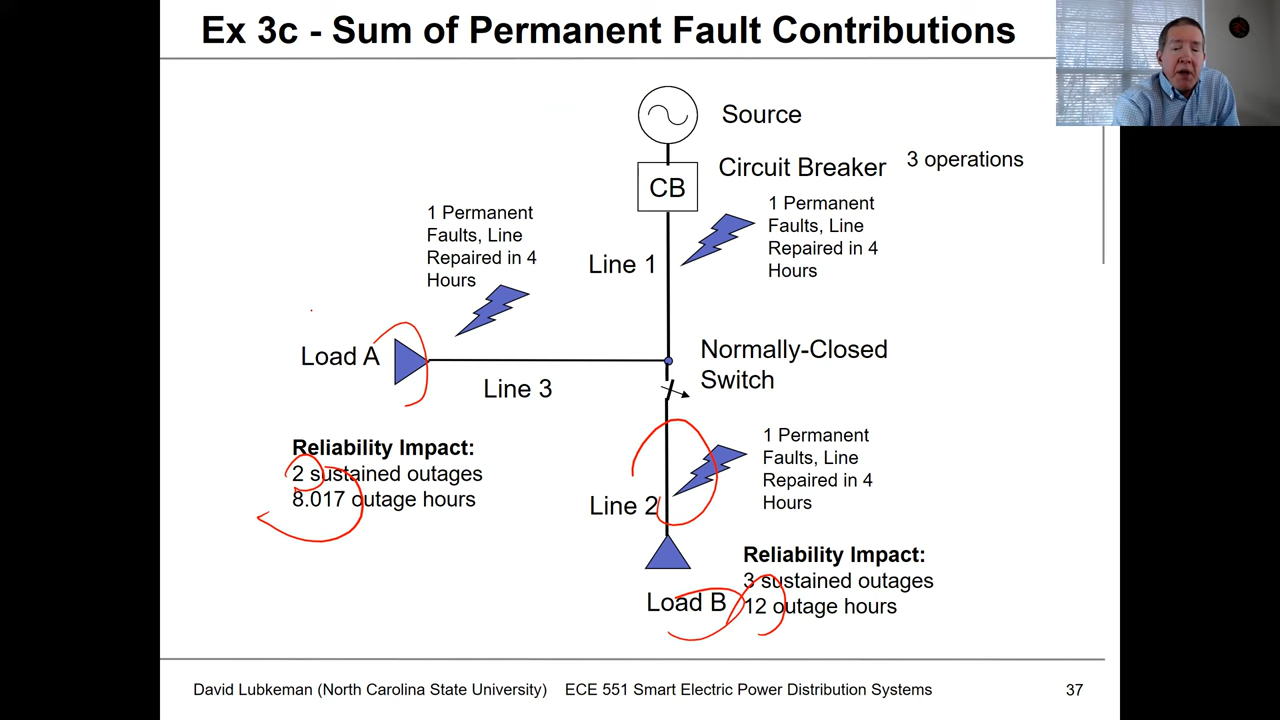 Ex 3c - Sum of Permanent Fault Contributions
Source
CB
Circuit Breaker
3 operations
1 Permanent
Faults, Line
Repaired in 4
Hours
1 Permanent
Faults, Line
Repaired in 4
Hours
Line 1
Load A
Line 3
Normally-Closed
Switch
Reliability Impact:
2 sustained outages
8.017 outage hours
1 Permanent
Faults, Line
Repaired in 4
Hours
Line 2
Reliability Impact:
3 sustained outages
12 outage hours
Load B
David Lubkeman (North Carolina State University) ECE 551 Smart Electric Power Distribution Systems 37